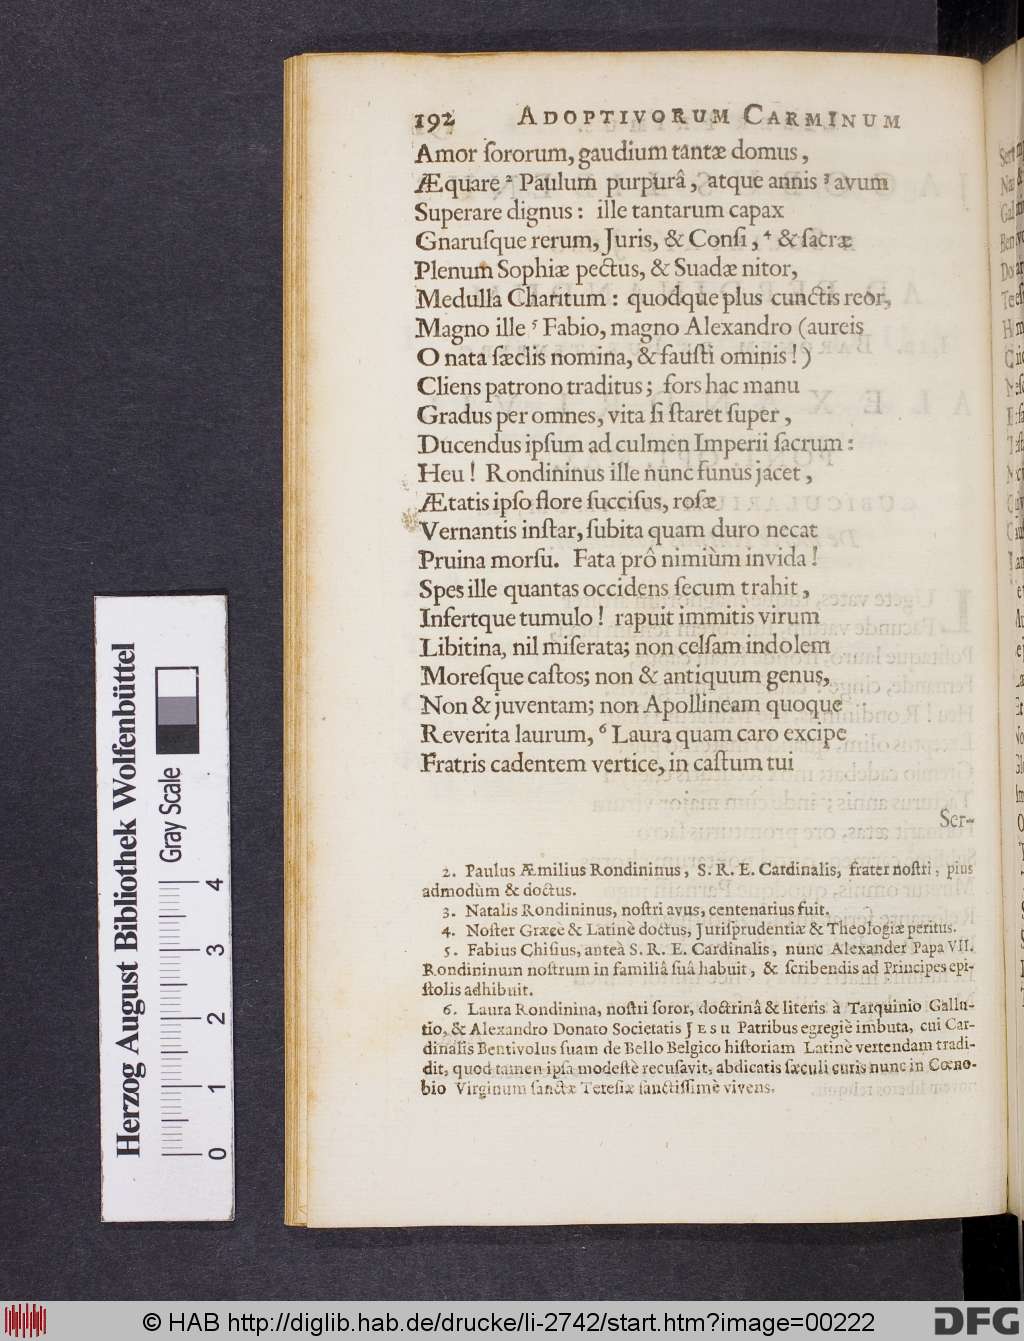 192 ADOPTIVORUM CARMINUM
Amor ſororum, gaudium tantæ domus,
Æquare ² Paulum purpurâ, atque annis ³ avum
Superare dignus: ille tantarum capax
Gnaruſque rerum, Juris, & Conſi, ⁴ & ſacræ
Plenum Sophiæ pectus, & Suadæ nitor,
Medulla Charitum: quodque plus cunctis reor,
Magno ille ⁵ Fabio, magno Alexandro (aureis
O nata ſæclis nomina, & fauſti ominis!)
Cliens patrono traditus; fors hac manu
Gradus per omnes, vita ſi ſtaret ſuper,
Ducendus ipſum ad culmen Imperii ſacrum:
Heu! Rondininus ille nunc funus jacet,
Ætatis ipſo flore ſucciſus, roſæ
Vernantis inſtar, ſubita quam duro necat
Pruina morſu. Fata prô nimiùm invida!
Spes ille quantas occidens ſecum trahit,
Infertque tumulo! rapuit immitis virum
Libitina, nil miſerata; non celſam indolem
Moreſque caſtos; non & antiquum genus,
Non & juventam; non Apollineam quoque
Reverita laurum, ⁶ Laura quam caro excipe
Fratris cadentem vertice, in caſtum tui
Ser-
2. Paulus Æmilius Rondininus, S. R. E. Cardinalis, frater noſtri, pius
admodùm & doctus.
3. Natalis Rondininus, noſtri avus, centenarius fuit.
4. Noſter Græcè & Latinè doctus, Juriſprudentiæ & Theologiæ peritus.
5. Fabius Chiſius, anteà S. R. E. Cardinalis, nunc Alexander Papa VII.
Rondininum noſtrum in familiâ ſuâ habuit, & ſcribendis ad Principes epi-
ſtolis adhibuit.
6. Laura Rondinina, noſtri ſoror, doctrinâ & literis à Tarquinio Gallu-
tio, & Alexandro Donato Societatis JESU Patribus egregiè imbuta, cui Car-
dinalis Bentivolus ſuam de Bello Belgico hiſtoriam Latinè vertendam tradi-
dit, quod tamen ipſa modeſtè recuſavit, abdicatis ſæculi curis nunc in Cœno-
bio Virginum ſanctæ Tereſiæ ſanctiſſimè vivens.
Herzog August Bibliothek Wolfenbüttel
Gray Scale
0 1 2 3 4
© HAB http://diglib.hab.de/drucke/li-2742/start.htm?image=00222
DFG